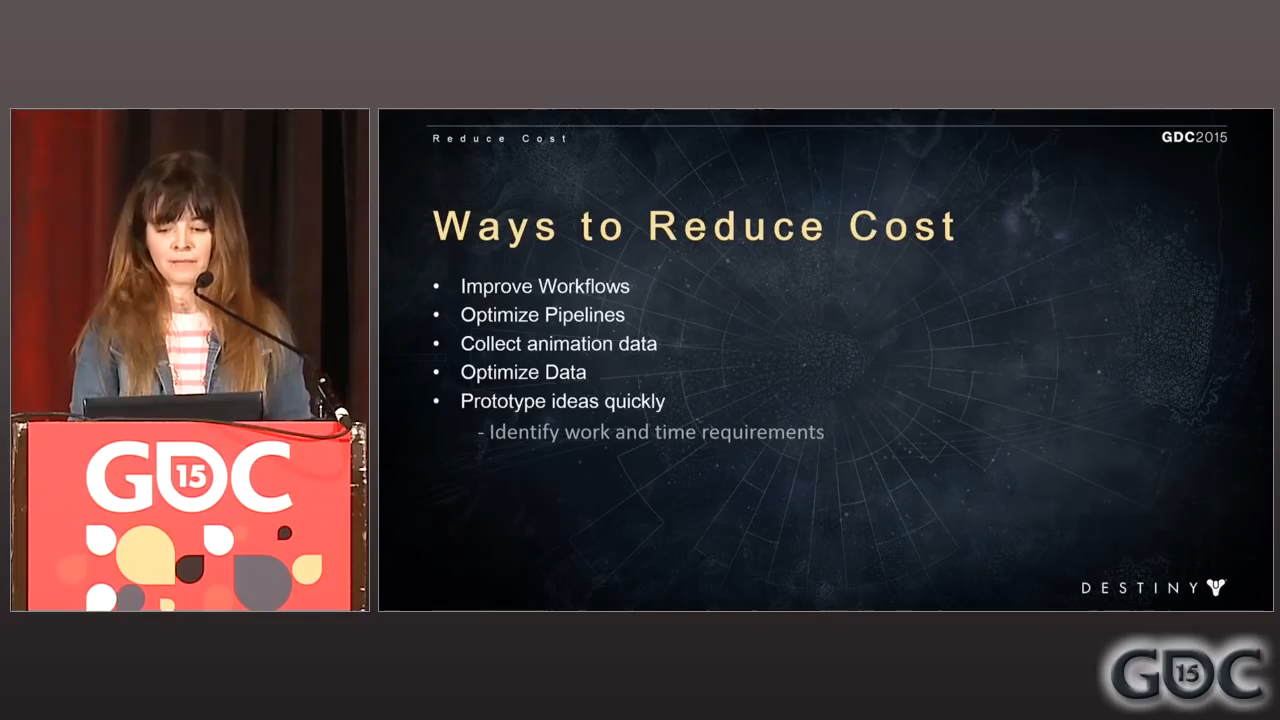 Reduce Cost
GDC2015
Ways to Reduce Cost
• Improve Workflows
• Optimize Pipelines
• Collect animation data
• Optimize Data
• Prototype ideas quickly
- Identify work and time requirements
DESTINY
GDC
15
GDC
15